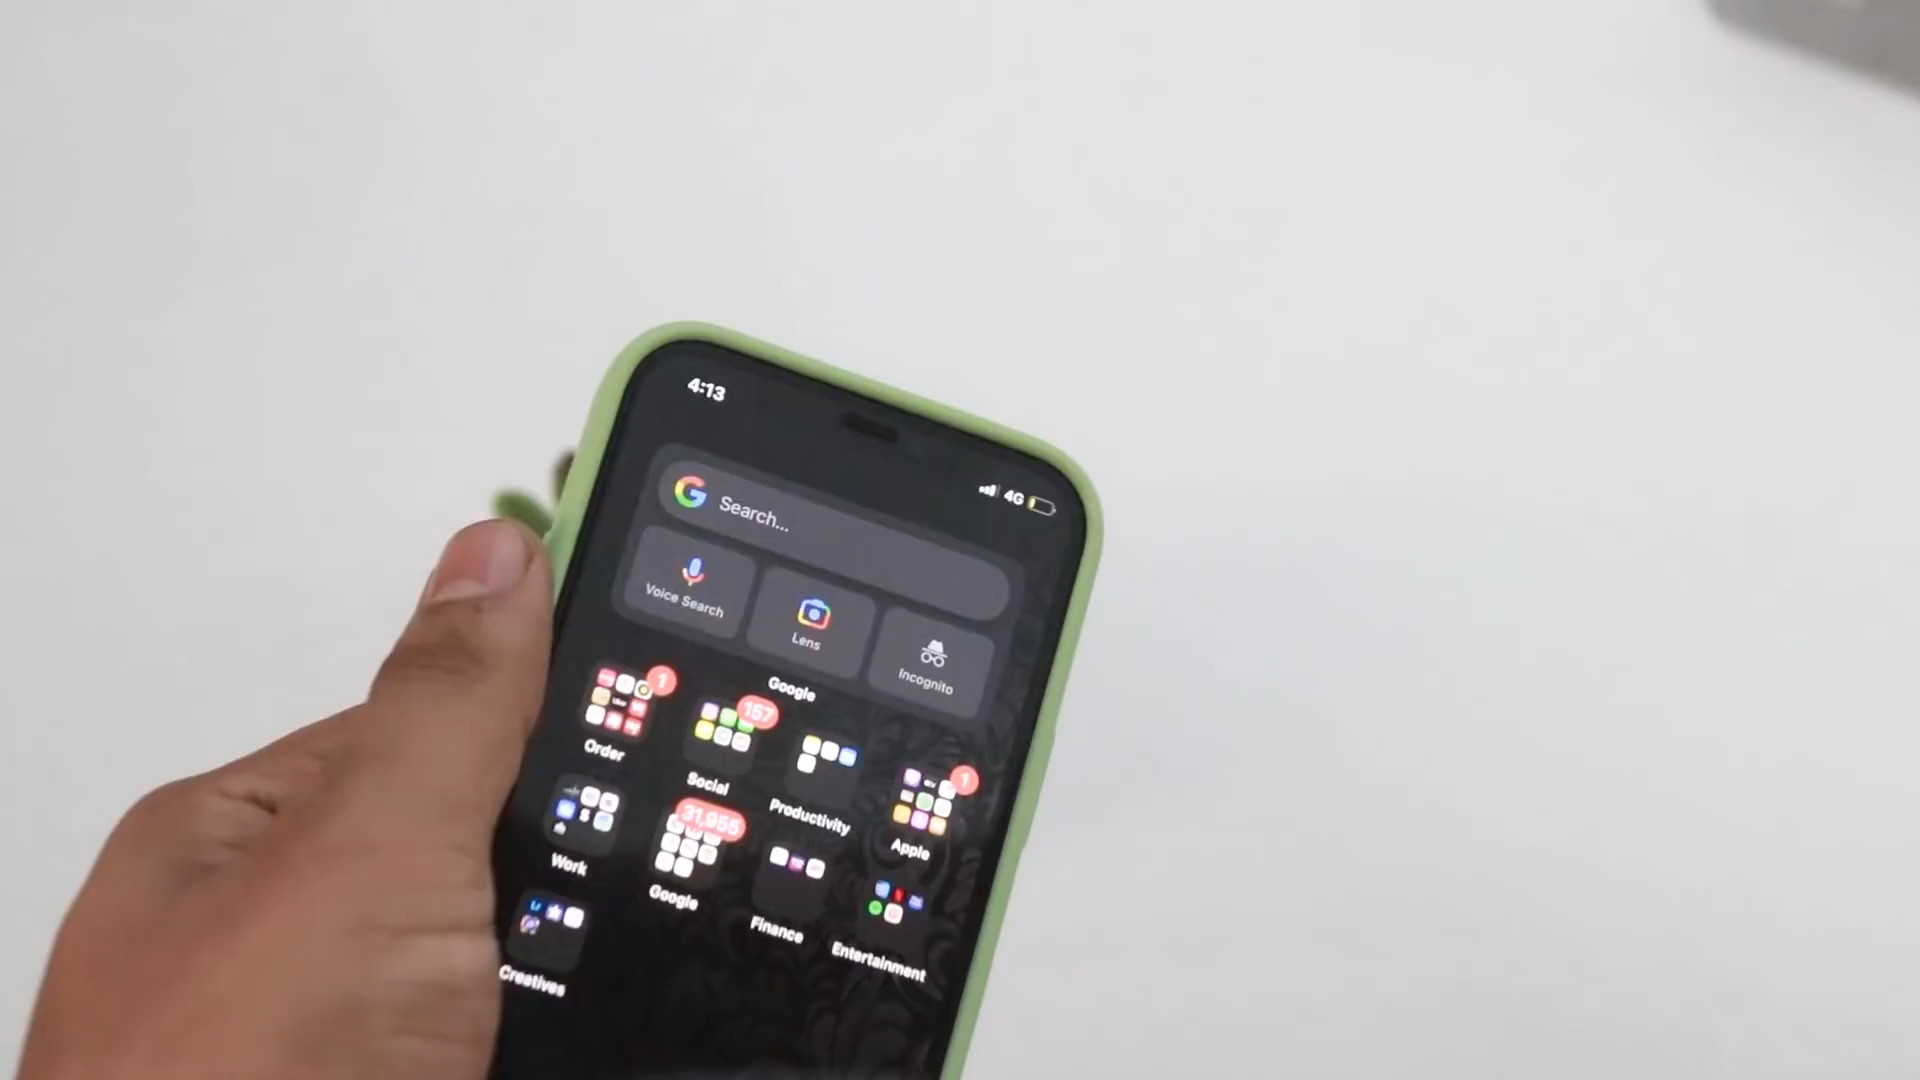 4:13
4G
Search...
Voice Search
Lens
Incognito
Google
1
157
1
Order
Social
Productivity
Apple
31,955
Work
Google
Finance
Entertainment
Creatives